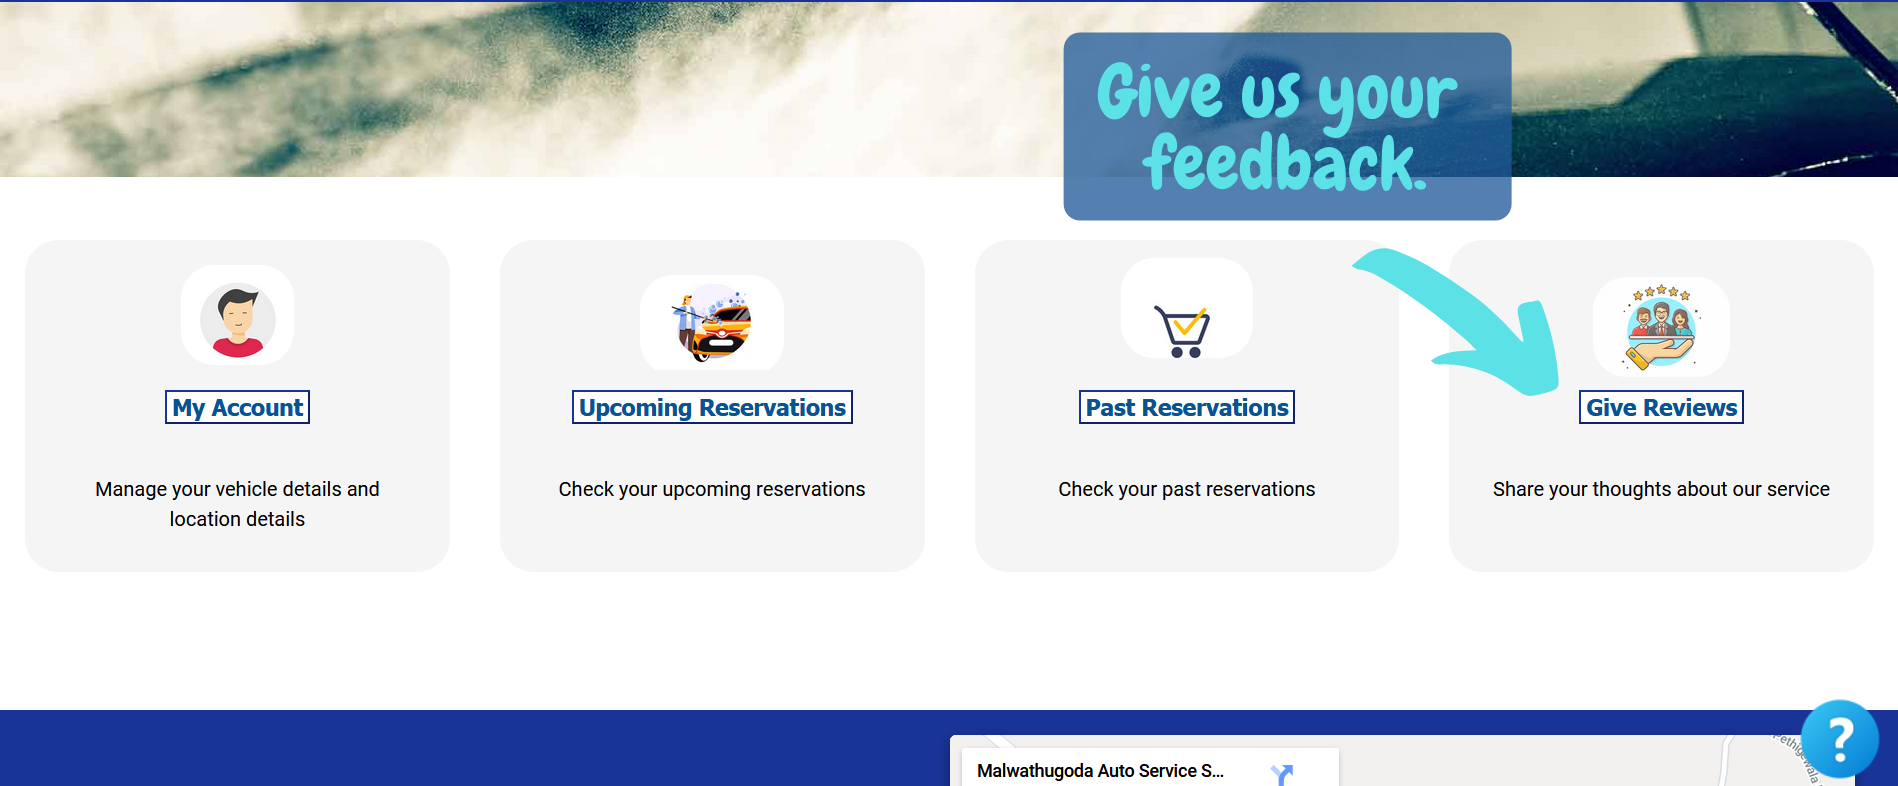 Give us your
feedback.
My Account
Upcoming Reservations
Past Reservations
Give Reviews
Manage your vehicle details and
location details
Check your upcoming reservations
Check your past reservations
Share your thoughts about our service
?
Malwathugoda Auto Service S...